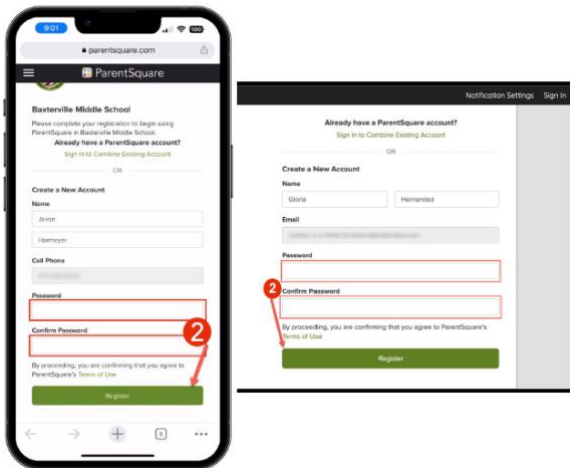 9:01
100
parentsquare.com
ParentSquare
Baxterville Middle School
Please complete your registration to begin using
ParentSquare in Baxterville Middle School.
Already have a ParentSquare account?
Sign In to Combine Existing Account
OR
Create a New Account
Name
Jevon
Harmeyer
Cell Phone
Password
Confirm Password
2
By proceeding, you are confirming that you agree to
ParentSquare's Terms of Use
Register
Notification Settings Sign In
Already have a ParentSquare account?
Sign In to Combine Existing Account
OR
Create a New Account
Name
Gloria Hernandez
Email
Password
2
Confirm Password
By proceeding, you are confirming that you agree to ParentSquare's
Terms of Use
Register